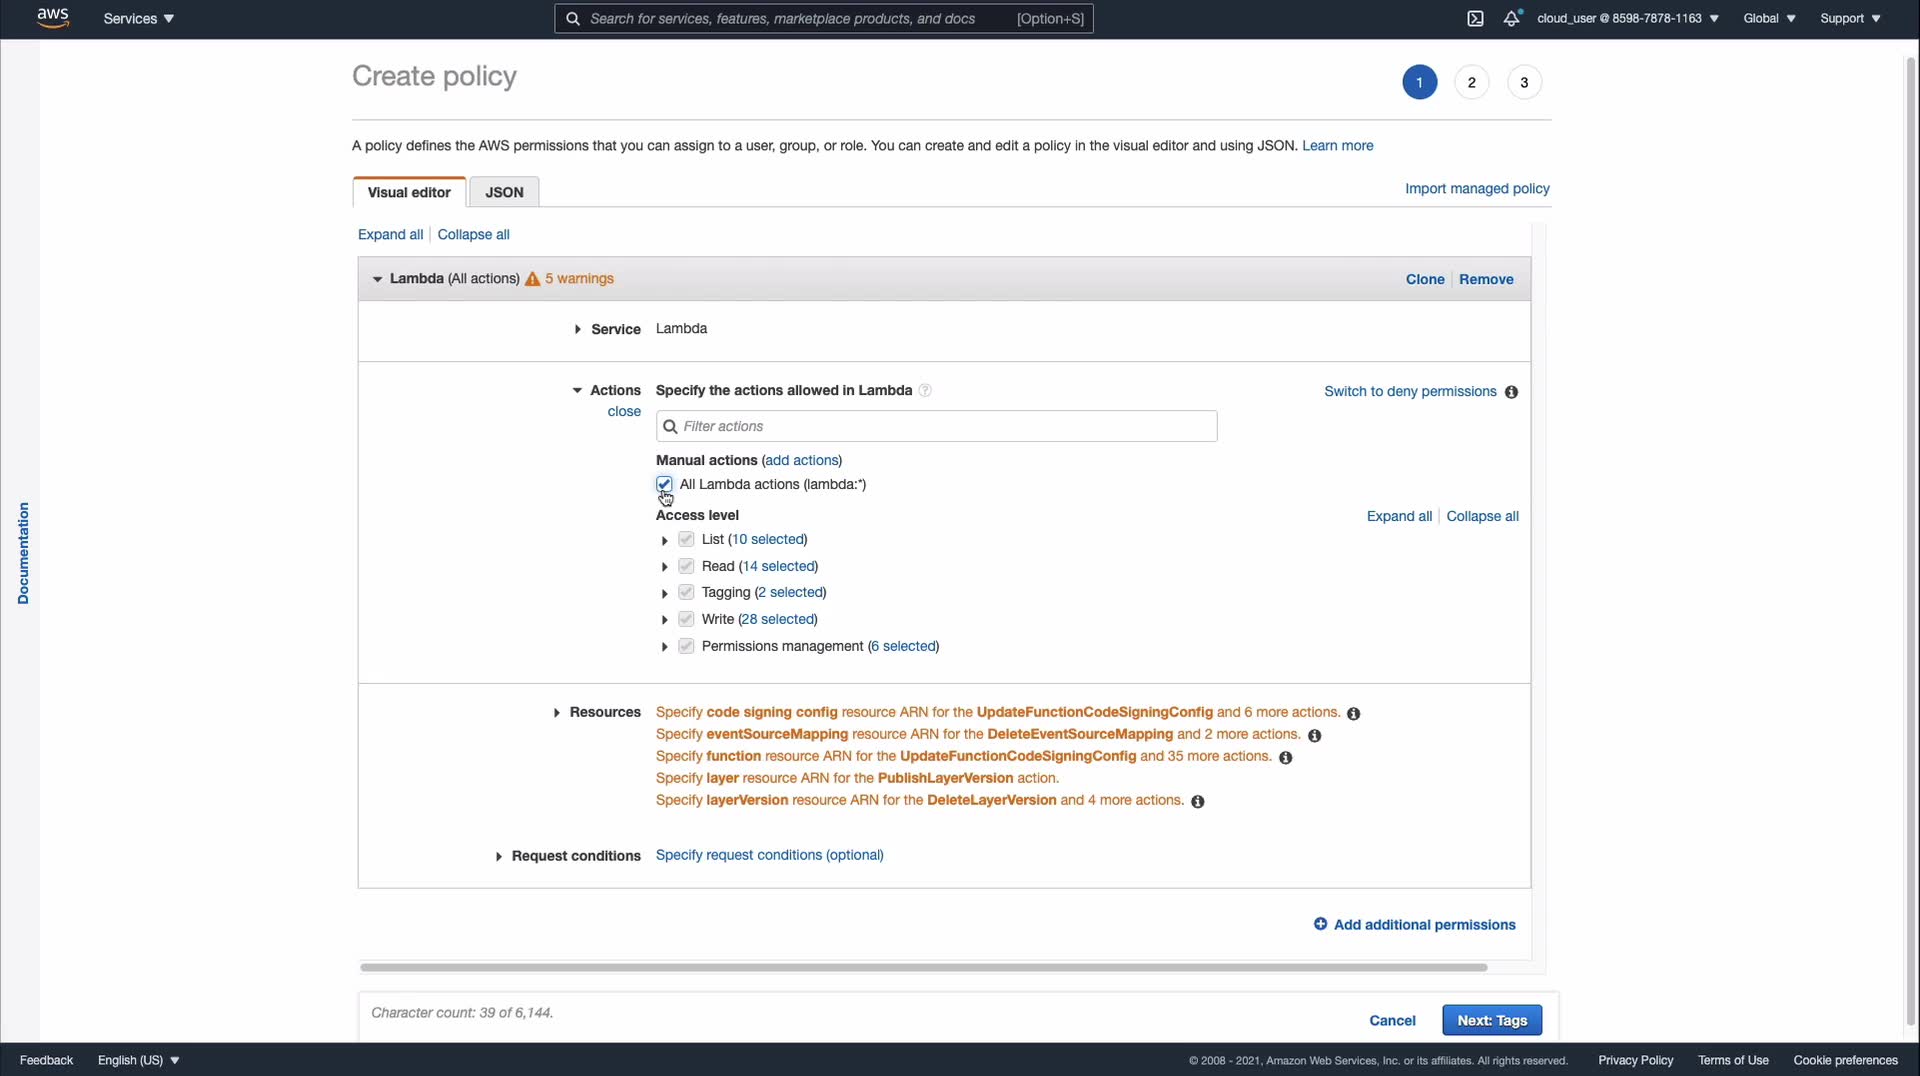 aws
Services
Search for services, features, marketplace products, and docs [Option+S]
cloud_user @ 8598-7878-1163
Global
Support
Create policy
1 2 3
A policy defines the AWS permissions that you can assign to a user, group, or role. You can create and edit a policy in the visual editor and using JSON. Learn more
Visual editor JSON
Import managed policy
Expand all Collapse all
Lambda (All actions) 5 warnings
Clone Remove
Service Lambda
Actions Specify the actions allowed in Lambda
Switch to deny permissions
close
Filter actions
Manual actions (add actions)
All Lambda actions (lambda:*)
Access level
Expand all Collapse all
List (10 selected)
Read (14 selected)
Tagging (2 selected)
Write (28 selected)
Permissions management (6 selected)
Documentation
Resources Specify code signing config resource ARN for the UpdateFunctionCodeSigningConfig and 6 more actions.
Specify eventSourceMapping resource ARN for the DeleteEventSourceMapping and 2 more actions.
Specify function resource ARN for the UpdateFunctionCodeSigningConfig and 35 more actions.
Specify layer resource ARN for the PublishLayerVersion action.
Specify layerVersion resource ARN for the DeleteLayerVersion and 4 more actions.
Request conditions Specify request conditions (optional)
Add additional permissions
Character count: 39 of 6,144.
Cancel
Next: Tags
Feedback English (US)
© 2008 - 2021, Amazon Web Services, Inc. or its affiliates. All rights reserved. Privacy Policy Terms of Use Cookie preferences